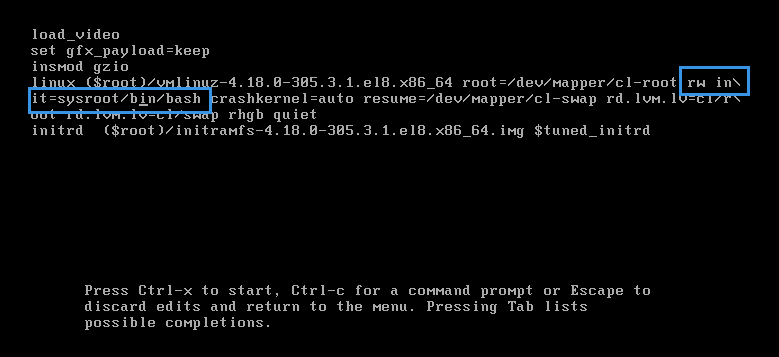 load_video
set gfx_payload=keep
insmod gzio
linux ($root)/vmlinuz-4.18.0-305.3.1.el8.x86_64 root=/dev/mapper/cl-root rw in\
it=sysroot/bin/bash crashkernel=auto resume=/dev/mapper/cl-swap rd.lvm.lv=cl/r\
oot rd.lvm.lv=cl/swap rhgb quiet
initrd  ($root)/initramfs-4.18.0-305.3.1.el8.x86_64.img $tuned_initrd
Press Ctrl-x to start, Ctrl-c for a command prompt or Escape to
discard edits and return to the menu. Pressing Tab lists
possible completions.